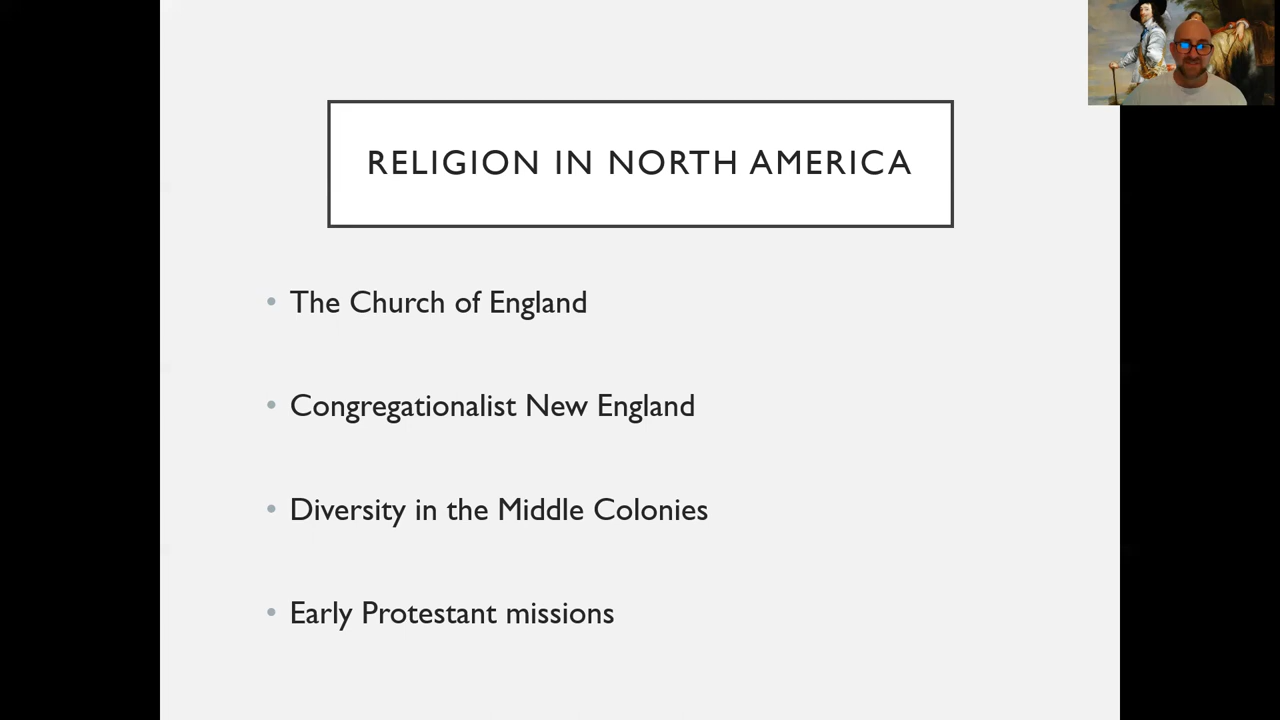 RELIGION IN NORTH AMERICA
• The Church of England
• Congregationalist New England
• Diversity in the Middle Colonies
• Early Protestant missions